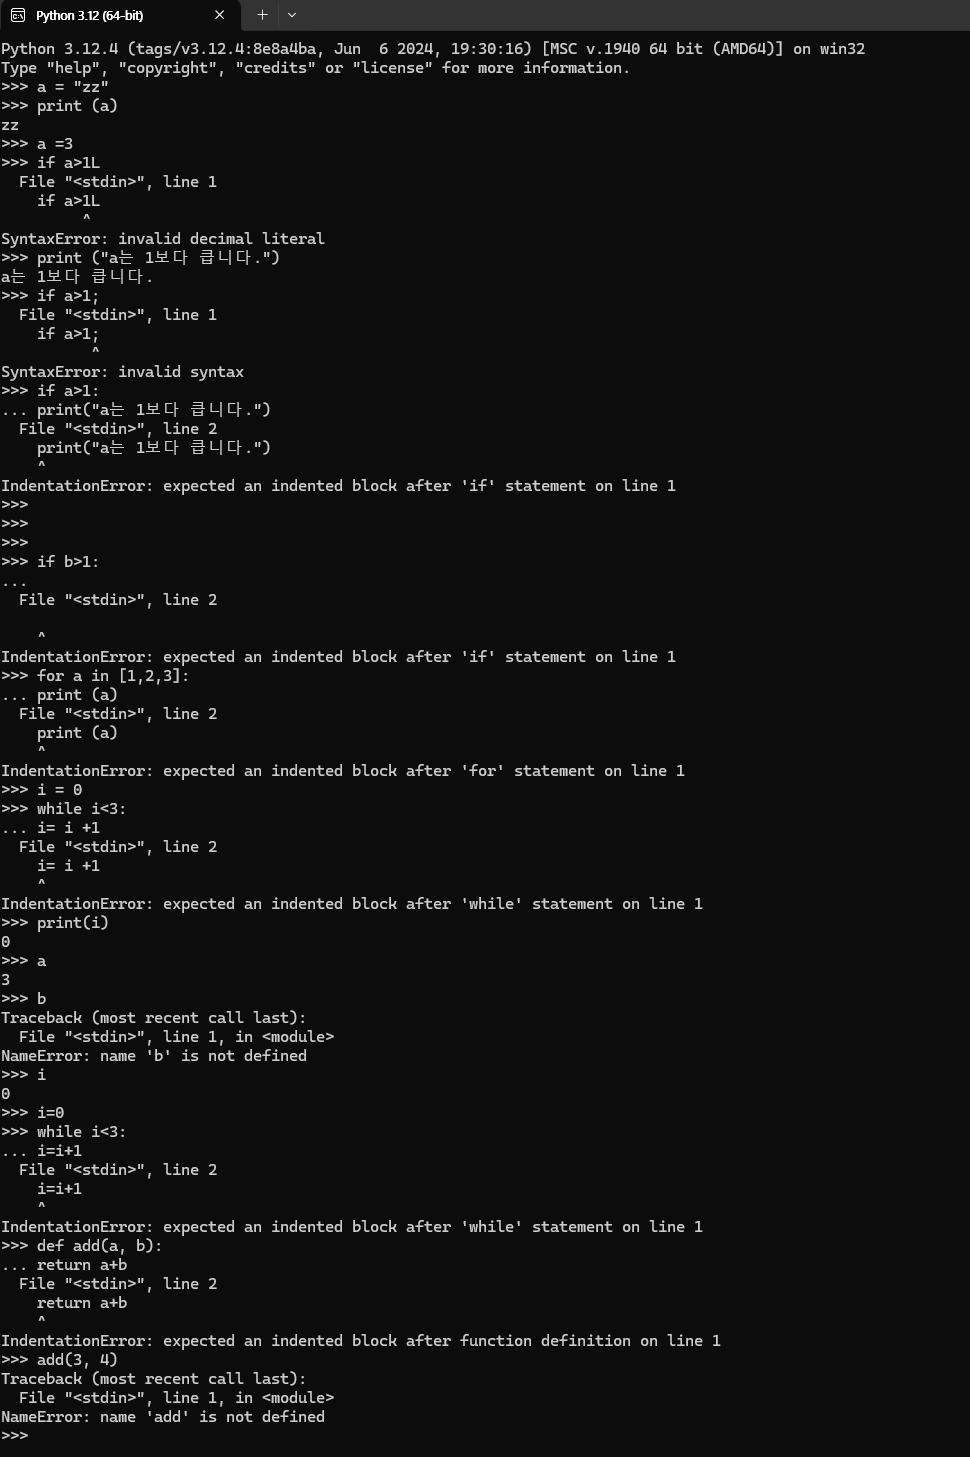 Python 3.12 (64-bit)
Python 3.12.4 (tags/v3.12.4:8e8a4ba, Jun  6 2024, 19:30:16) [MSC v.1940 64 bit (AMD64)] on win32
Type "help", "copyright", "credits" or "license" for more information.
>>> a = "zz"
>>> print (a)
zz
>>> a =3
>>> if a>1L
  File "<stdin>", line 1
    if a>1L
         ^
SyntaxError: invalid decimal literal
>>> print ("a는 1보다 큽니다.")
a는 1보다 큽니다.
>>> if a>1;
  File "<stdin>", line 1
    if a>1;
          ^
SyntaxError: invalid syntax
>>> if a>1:
... print("a는 1보다 큽니다.")
  File "<stdin>", line 2
    print("a는 1보다 큽니다.")
    ^
IndentationError: expected an indented block after 'if' statement on line 1
>>>
>>>
>>>
>>> if b>1:
...
  File "<stdin>", line 2

    ^
IndentationError: expected an indented block after 'if' statement on line 1
>>> for a in [1,2,3]:
... print (a)
  File "<stdin>", line 2
    print (a)
    ^
IndentationError: expected an indented block after 'for' statement on line 1
>>> i = 0
>>> while i<3:
... i= i +1
  File "<stdin>", line 2
    i= i +1
    ^
IndentationError: expected an indented block after 'while' statement on line 1
>>> print(i)
0
>>> a
3
>>> b
Traceback (most recent call last):
  File "<stdin>", line 1, in <module>
NameError: name 'b' is not defined
>>> i
0
>>> i=0
>>> while i<3:
... i=i+1
  File "<stdin>", line 2
    i=i+1
    ^
IndentationError: expected an indented block after 'while' statement on line 1
>>> def add(a, b):
... return a+b
  File "<stdin>", line 2
    return a+b
    ^
IndentationError: expected an indented block after function definition on line 1
>>> add(3, 4)
Traceback (most recent call last):
  File "<stdin>", line 1, in <module>
NameError: name 'add' is not defined
>>>